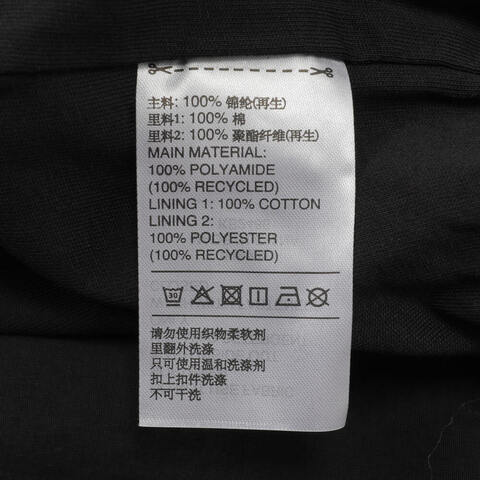 主料: 100% 锦纶(再生)
里料1: 100% 棉
里料2: 100% 聚酯纤维(再生)
MAIN MATERIAL:
100% POLYAMIDE
(100% RECYCLED)
LINING 1: 100% COTTON
LINING 2:
100% POLYESTER
(100% RECYCLED)
30
请勿使用织物柔软剂
里翻外洗涤
只可使用温和洗涤剂
扣上扣件洗涤
不可干洗